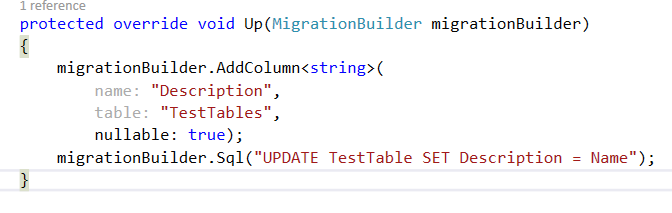 1 reference
protected override void Up(MigrationBuilder migrationBuilder)
{
migrationBuilder.AddColumn<string>(
name: "Description",
table: "TestTables",
nullable: true);
migrationBuilder.Sql("UPDATE TestTable SET Description = Name");
}